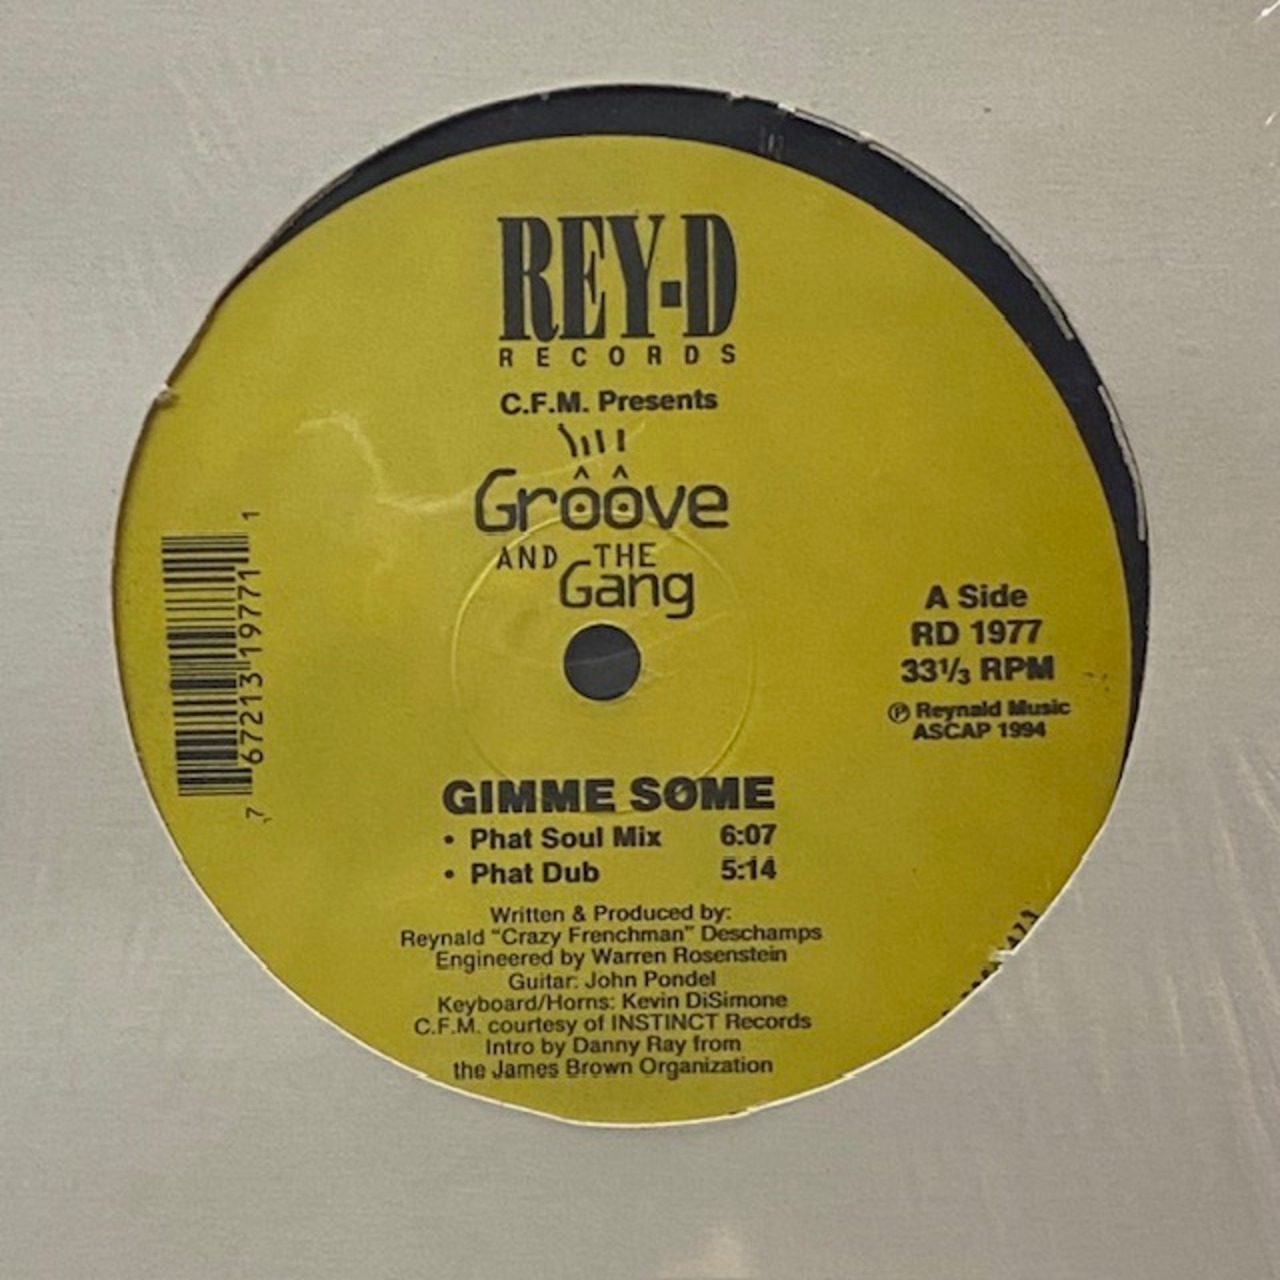 REY-D
RECORDS
C.F.M. Presents
Grôôve
AND THE
Gang
7 67213 19771 1
A Side
RD 1977
33⅓ RPM
℗ Reynald Music
ASCAP 1994
GIMME SØME
• Phat Soul Mix 6:07
• Phat Dub 5:14
Written & Produced by:
Reynald "Crazy Frenchman" Deschamps
Engineered by Warren Rosenstein
Guitar: John Pondel
Keyboard/Horns: Kevin DiSimone
C.F.M. courtesy of INSTINCT Records
Intro by Danny Ray from
the James Brown Organization